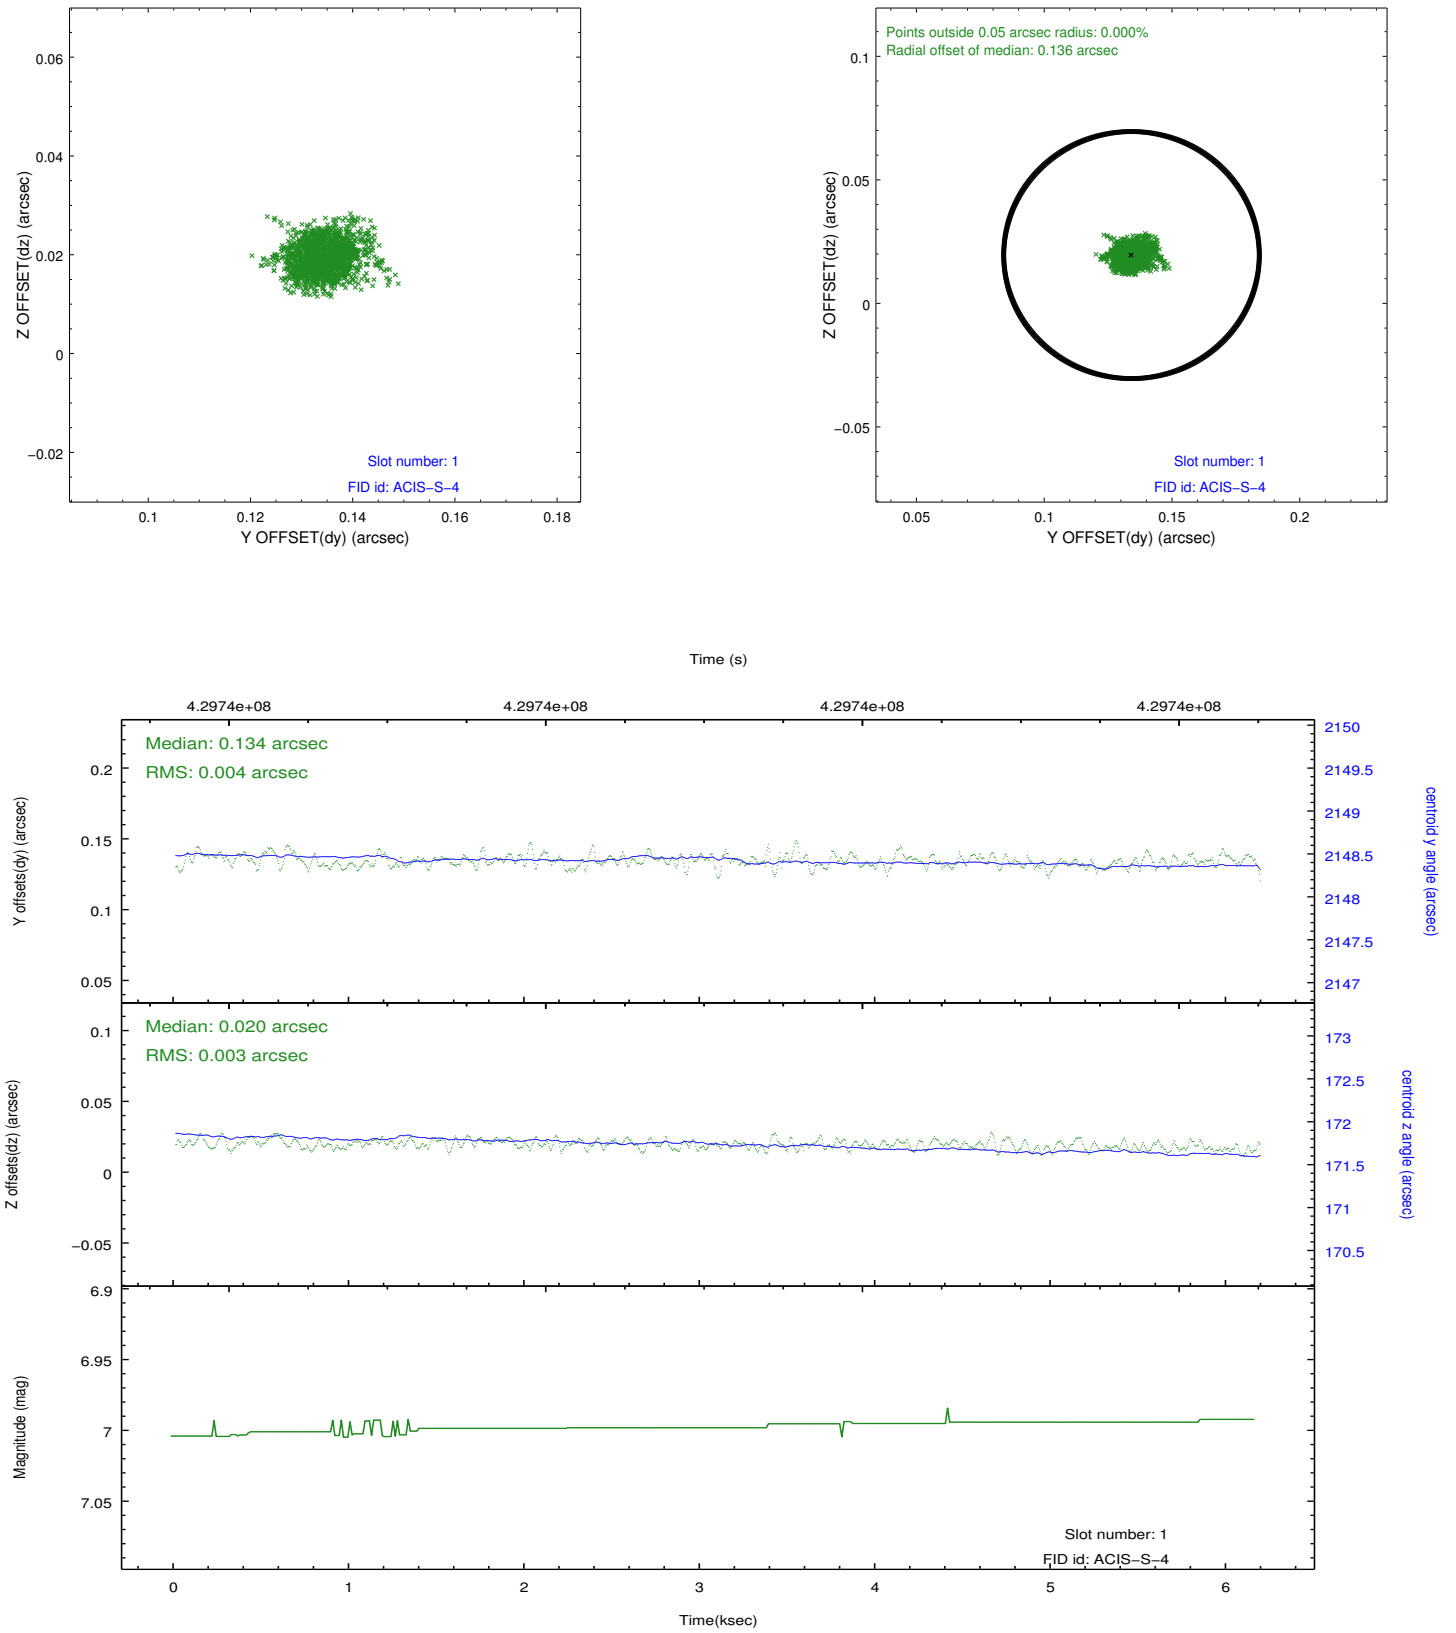 0.06
0.04
0.02
0
−0.02
Z OFFSET(dz) (arcsec)
Slot number: 1
FID id: ACIS−S−4
0.1 0.12 0.14 0.16 0.18
Y OFFSET(dy) (arcsec)
Points outside 0.05 arcsec radius: 0.000%
Radial offset of median: 0.136 arcsec
0.1
0.05
0
−0.05
Z OFFSET(dz) (arcsec)
Slot number: 1
FID id: ACIS−S−4
0.05 0.1 0.15 0.2
Y OFFSET(dy) (arcsec)
Time (s)
4.2974e+08 4.2974e+08 4.2974e+08 4.2974e+08
Median: 0.134 arcsec
RMS: 0.004 arcsec
0.2
0.15
0.1
0.05
Y offsets(dy) (arcsec)
2150
2149.5
2149
2148.5
2148
2147.5
2147
centroid y angle (arcsec)
Median: 0.020 arcsec
RMS: 0.003 arcsec
0.1
0.05
0
−0.05
Z offsets(dz) (arcsec)
173
172.5
172
171.5
171
170.5
centroid z angle (arcsec)
6.9
6.95
7
7.05
Magnitude (mag)
Slot number: 1
FID id: ACIS−S−4
0 1 2 3 4 5 6
Time(ksec)